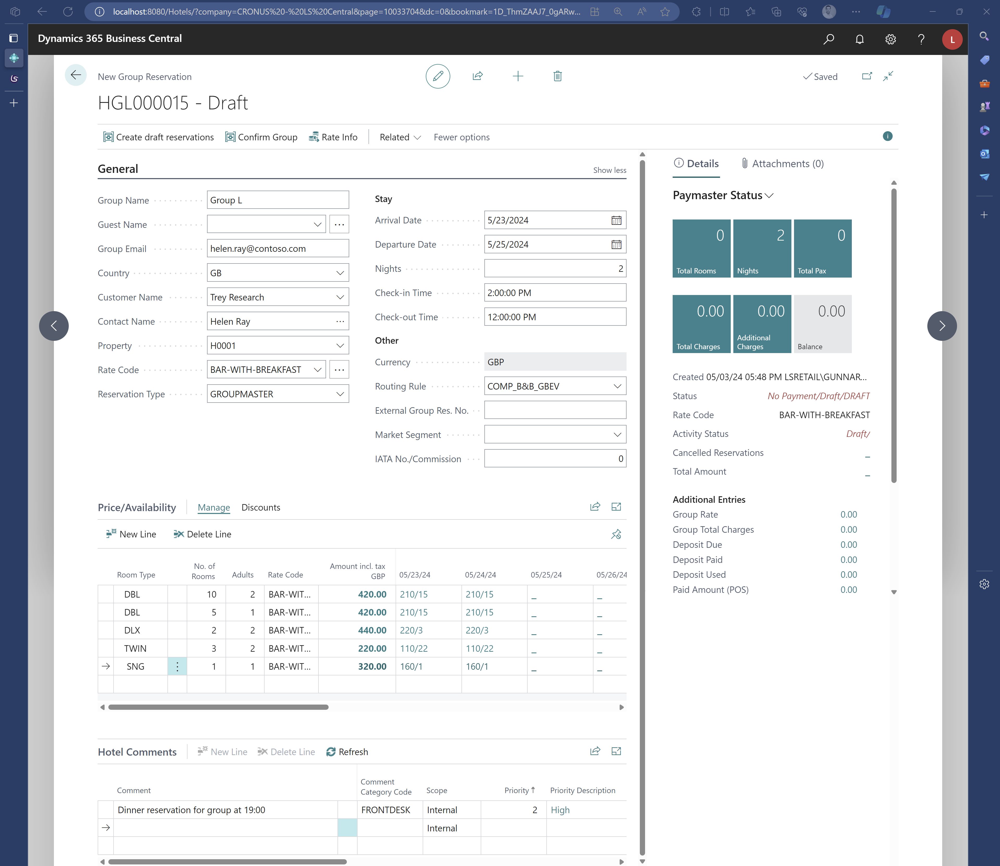 localhost:8080/Hotels/?company=CRONUS%20-%20LS%20Central&page=10033704&dc=0&bookmark=1D_ThmZAAJ7_0gARw...
Dynamics 365 Business Central
L
New Group Reservation
Saved
HGL000015 - Draft
Create draft reservations
Confirm Group
Rate Info
Related
Fewer options
General
Show less
Group Name
Group L
Guest Name
Group Email
helen.ray@contoso.com
Country
GB
Customer Name
Trey Research
Contact Name
Helen Ray
Property
H0001
Rate Code
BAR-WITH-BREAKFAST
Reservation Type
GROUPMASTER
Stay
Arrival Date
5/23/2024
Departure Date
5/25/2024
Nights
2
Check-in Time
2:00:00 PM
Check-out Time
12:00:00 PM
Other
Currency
GBP
Routing Rule
COMP_B&B_GBEV
External Group Res. No.
Market Segment
IATA No./Commission
0
Price/Availability
Manage
Discounts
New Line
Delete Line
Room Type No. of Rooms Adults Rate Code Amount incl. tax GBP 05/23/24 05/24/24 05/25/24 05/26/24
DBL 10 2 BAR-WIT... 420.00 210/15 210/15 _ _
DBL 5 1 BAR-WIT... 420.00 210/15 210/15 _ _
DLX 2 2 BAR-WIT... 440.00 220/3 220/3 _ _
TWIN 3 2 BAR-WIT... 220.00 110/22 110/22 _ _
SNG 1 1 BAR-WIT... 320.00 160/1 160/1 _ _
Hotel Comments
New Line
Delete Line
Refresh
Comment Comment Category Code Scope Priority Priority Description
Dinner reservation for group at 19:00 FRONTDESK Internal 2 High
Internal
Details
Attachments (0)
Paymaster Status
0
Total Rooms
2
Nights
0
Total Pax
0.00
Total Charges
0.00
Additional
Charges
0.00
Balance
Created 05/03/24 05:48 PM LSRETAIL\GUNNAR...
Status No Payment/Draft/DRAFT
Rate Code BAR-WITH-BREAKFAST
Activity Status Draft/
Cancelled Reservations _
Total Amount _
Additional Entries
Group Rate 0.00
Group Total Charges 0.00
Deposit Due 0.00
Deposit Paid 0.00
Deposit Used 0.00
Paid Amount (POS) 0.00